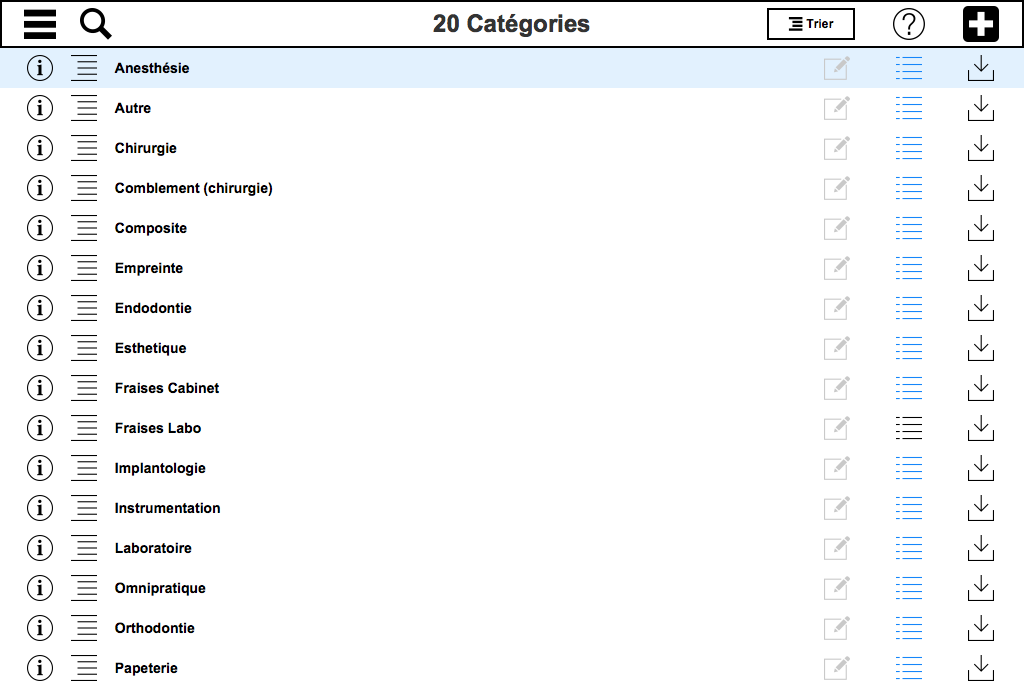 20 Catégories
Trier
?
i Anesthésie
i Autre
i Chirurgie
i Comblement (chirurgie)
i Composite
i Empreinte
i Endodontie
i Esthetique
i Fraises Cabinet
i Fraises Labo
i Implantologie
i Instrumentation
i Laboratoire
i Omnipratique
i Orthodontie
i Papeterie